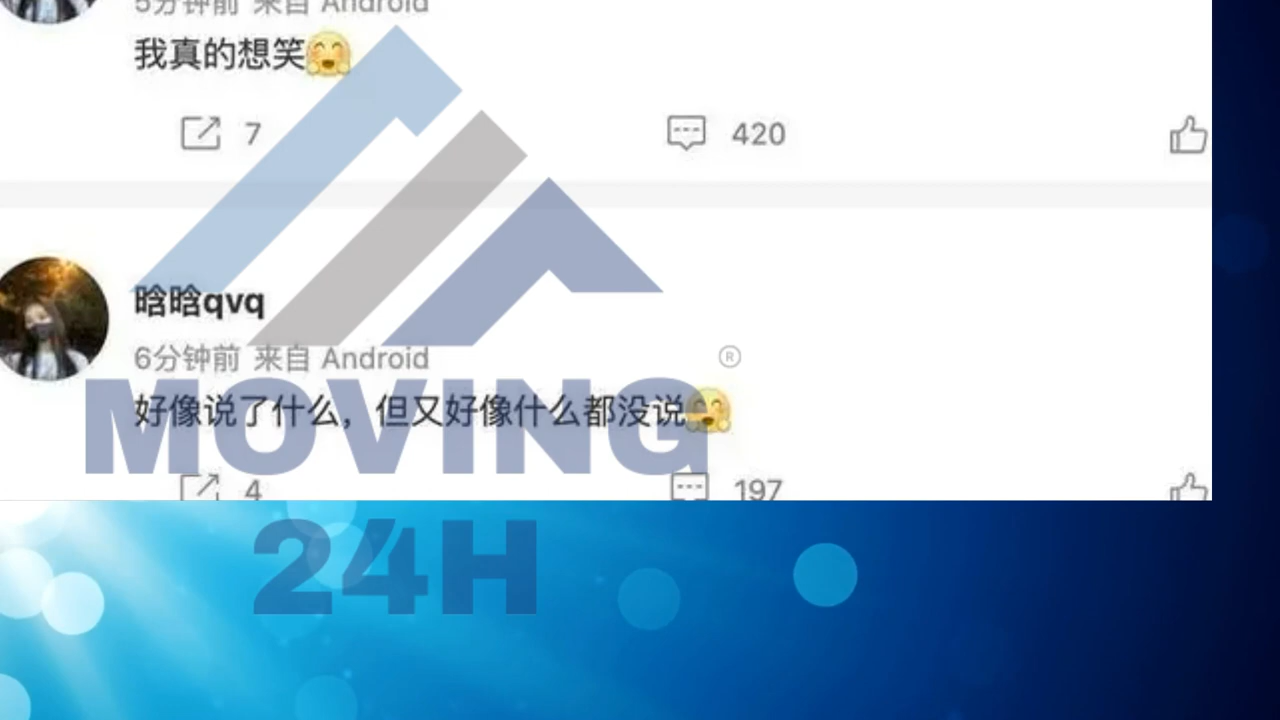 5分钟前 来自 Android
我真的想笑
7
420
晗晗qvq
6分钟前 来自 Android
®
好像说了什么，但又好像什么都没说
MOVING
4
197
24H